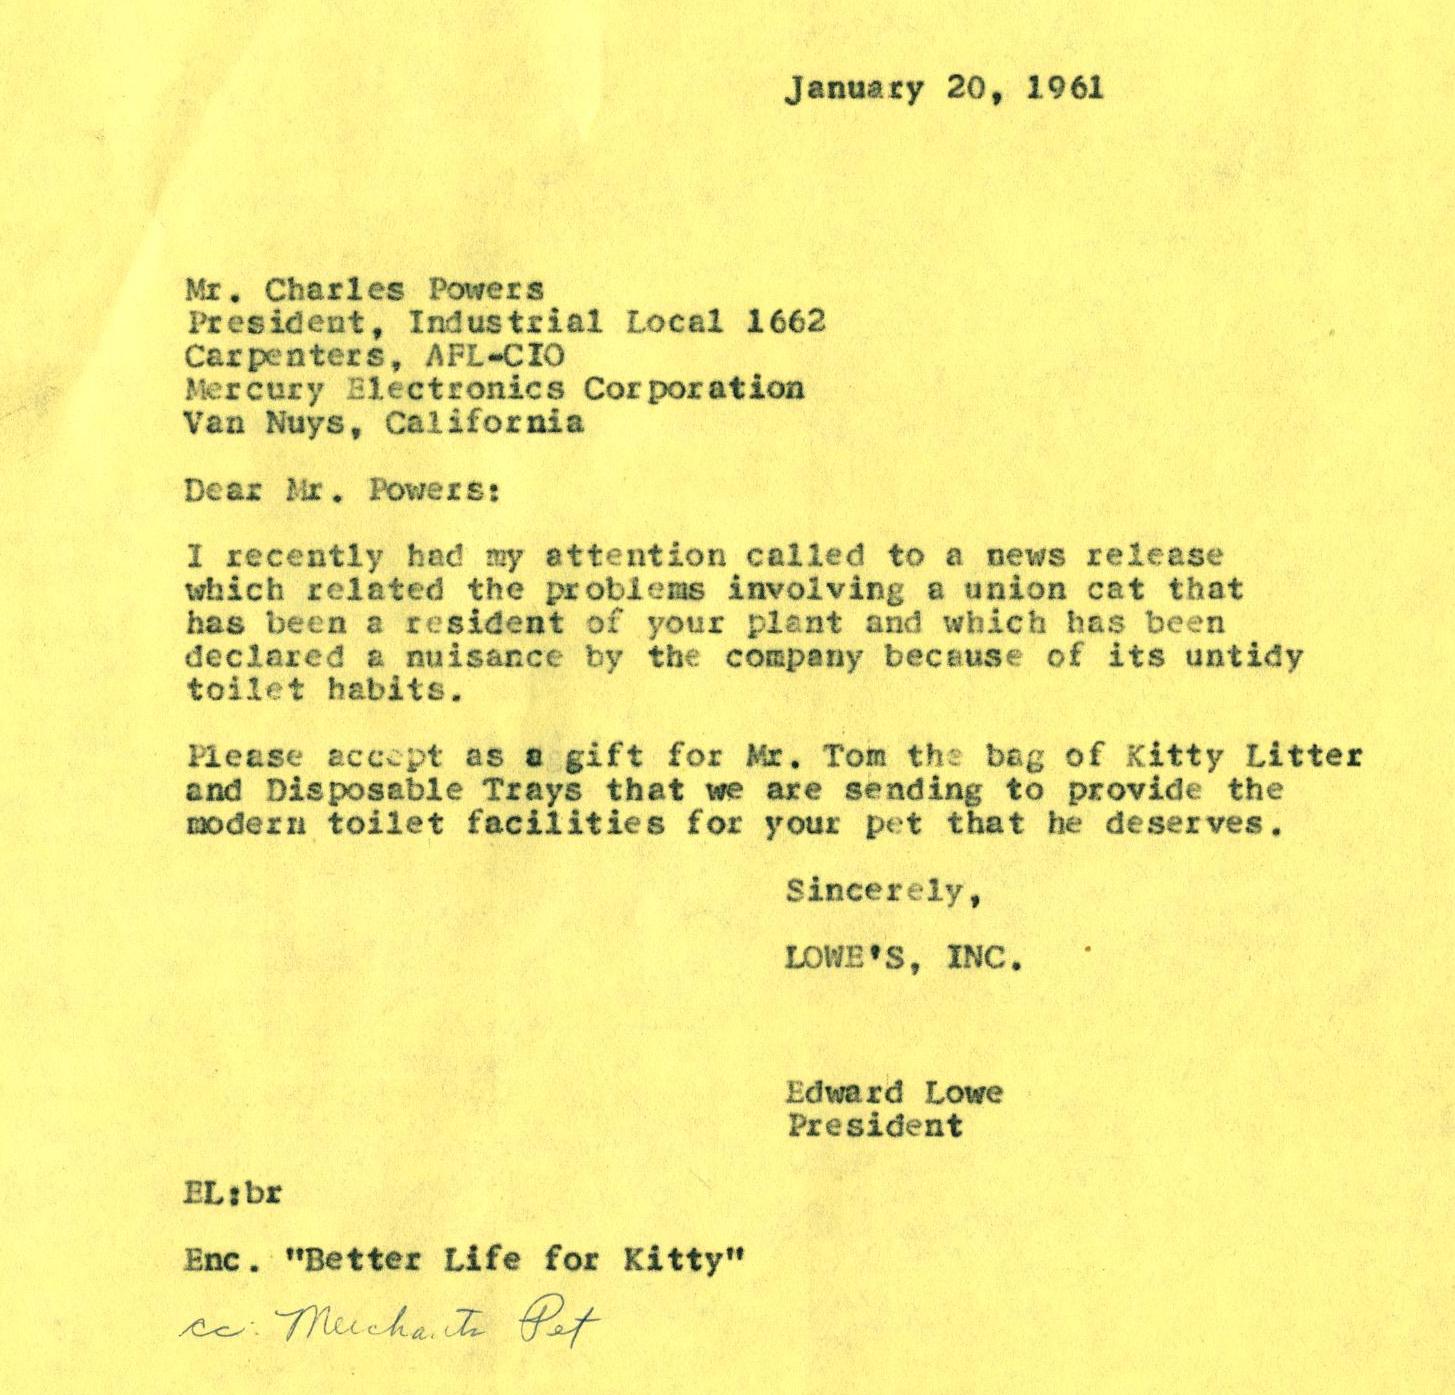 January 20, 1961
Mr. Charles Powers
President, Industrial Local 1662
Carpenters, AFL-CIO
Mercury Electronics Corporation
Van Nuys, California
Dear Mr. Powers:
I recently had my attention called to a news release
which related the problems involving a union cat that
has been a resident of your plant and which has been
declared a nuisance by the company because of its untidy
toilet habits.
Please accept as a gift for Mr. Tom the bag of Kitty Litter
and Disposable Trays that we are sending to provide the
modern toilet facilities for your pet that he deserves.
Sincerely,
LOWE'S, INC.
Edward Lowe
President
EL:br
Enc. "Better Life for Kitty"
cc: Merchants Pet